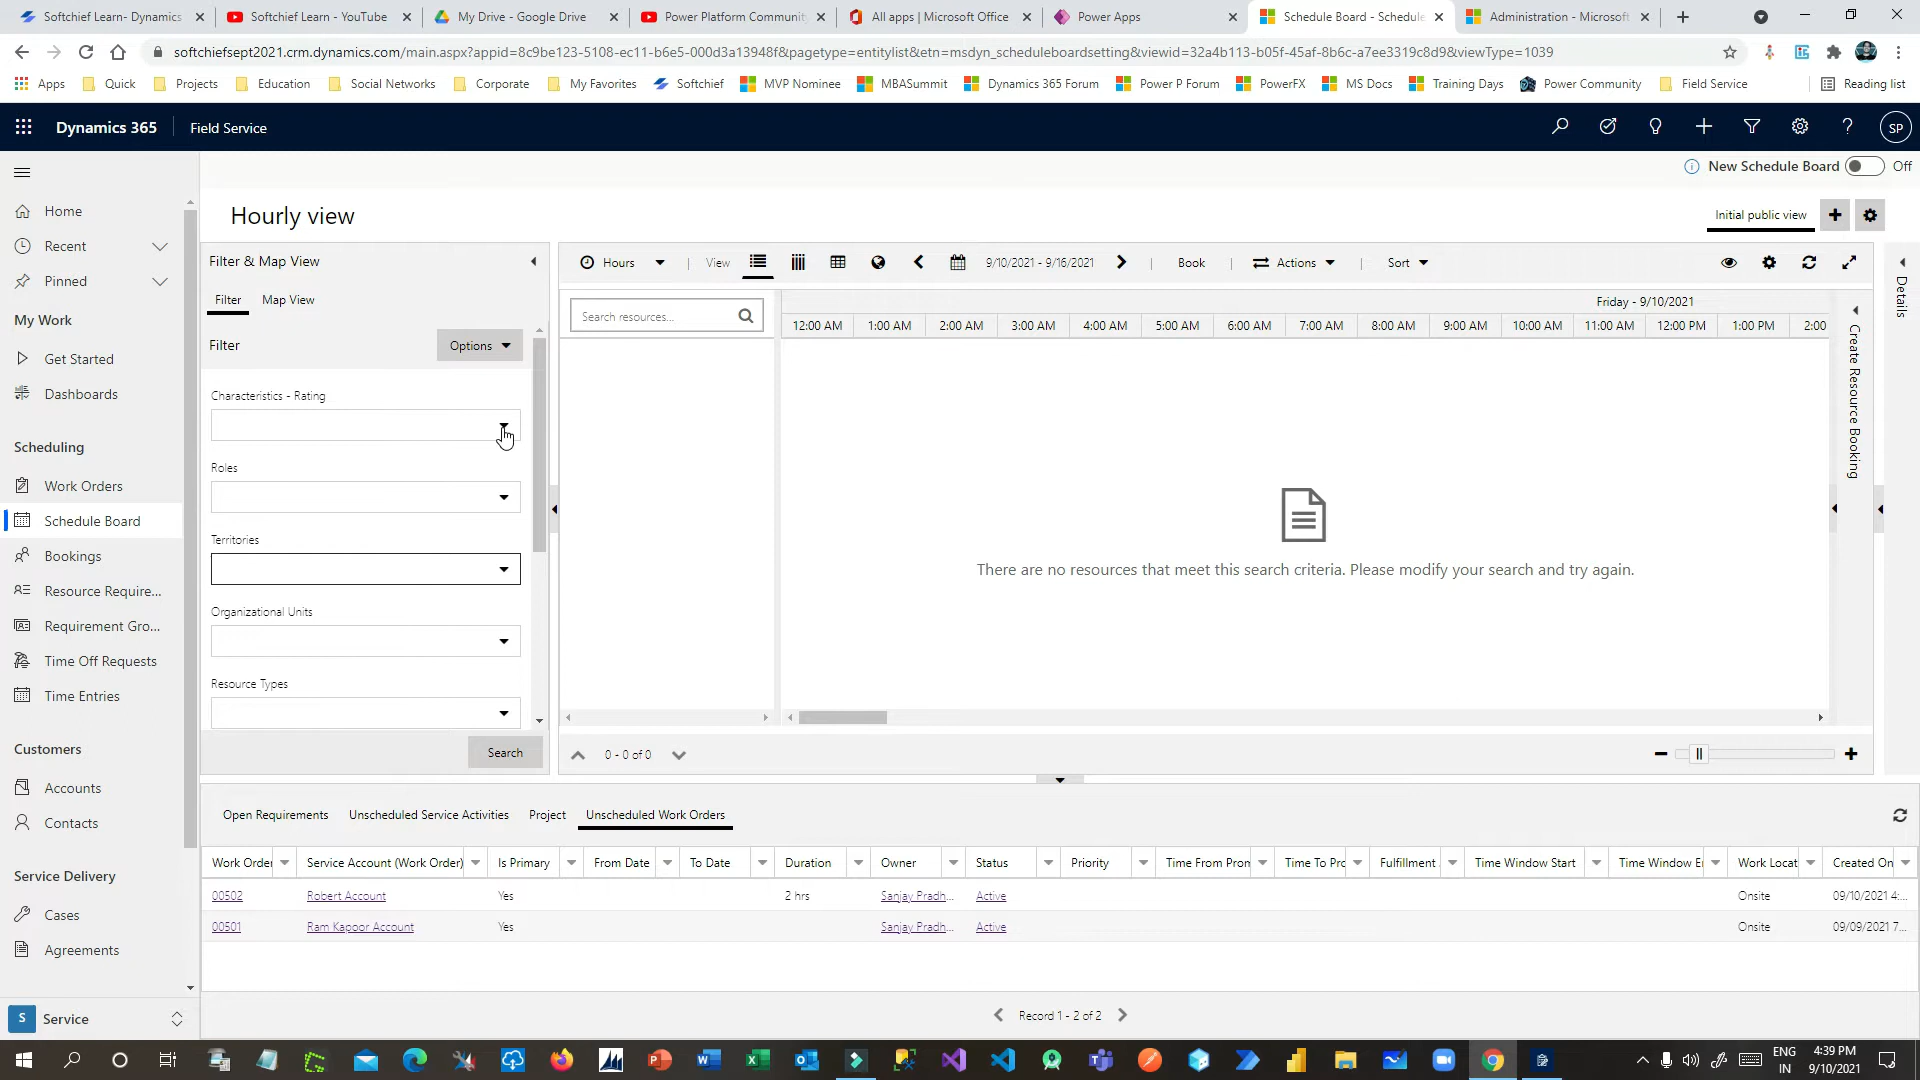 Softchief Learn- Dynamics
Softchief Learn - YouTube
My Drive - Google Drive
Power Platform Communit
All apps | Microsoft Office
Power Apps
Schedule Board - Schedule
Administration - Microsoft
softchiefsept2021.crm.dynamics.com/main.aspx?appid=8c9be123-5108-ec11-b6e5-000d3a13948f&pagetype=entitylist&etn=msdyn_scheduleboardsetting&viewid=32a4b113-b05f-45af-8b6c-a7ee3319c8d9&viewType=1039
Apps Quick Projects Education Social Networks Corporate My Favorites Softchief MVP Nominee MBASummit Dynamics 365 Forum Power P Forum PowerFX MS Docs Training Days Power Community Field Service Reading list
Dynamics 365 Field Service SP
New Schedule Board Off
Home
Recent
Pinned
My Work
Get Started
Dashboards
Scheduling
Work Orders
Schedule Board
Bookings
Resource Require...
Requirement Gro...
Time Off Requests
Time Entries
Customers
Accounts
Contacts
Service Delivery
Cases
Agreements
S Service
Hourly view
Initial public view
Filter & Map View
Filter Map View
Filter Options
Characteristics - Rating
Roles
Territories
Organizational Units
Resource Types
Search
Hours View 9/10/2021 - 9/16/2021 Book Actions Sort
Search resources...
Friday - 9/10/2021
12:00 AM 1:00 AM 2:00 AM 3:00 AM 4:00 AM 5:00 AM 6:00 AM 7:00 AM 8:00 AM 9:00 AM 10:00 AM 11:00 AM 12:00 PM 1:00 PM 2:00
There are no resources that meet this search criteria. Please modify your search and try again.
0 - 0 of 0
Create Resource Booking
Details
Open Requirements Unscheduled Service Activities Project Unscheduled Work Orders
Work Order Service Account (Work Order) Is Primary From Date To Date Duration Owner Status Priority Time From Pron Time To Prc Fulfillment Time Window Start Time Window E Work Locat Created On
00502 Robert Account Yes 2 hrs Sanjay Pradh... Active Onsite 09/10/2021 4:...
00501 Ram Kapoor Account Yes Sanjay Pradh... Active Onsite 09/09/2021 7...
Record 1 - 2 of 2
ENG
IN
4:39 PM
9/10/2021